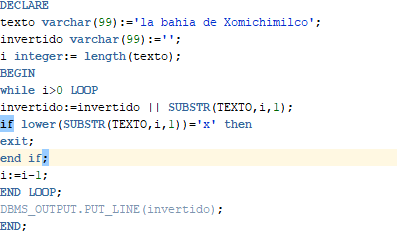 DECLARE
texto varchar(99):='la bahia de Xomichimilco';
invertido varchar(99):='';
i integer:= length(texto);
BEGIN
while i>0 LOOP
invertido:=invertido || SUBSTR(TEXTO,i,1);
if lower(SUBSTR(TEXTO,i,1))='x' then
exit;
end if;
i:=i-1;
END LOOP;
DBMS_OUTPUT.PUT_LINE(invertido);
END;